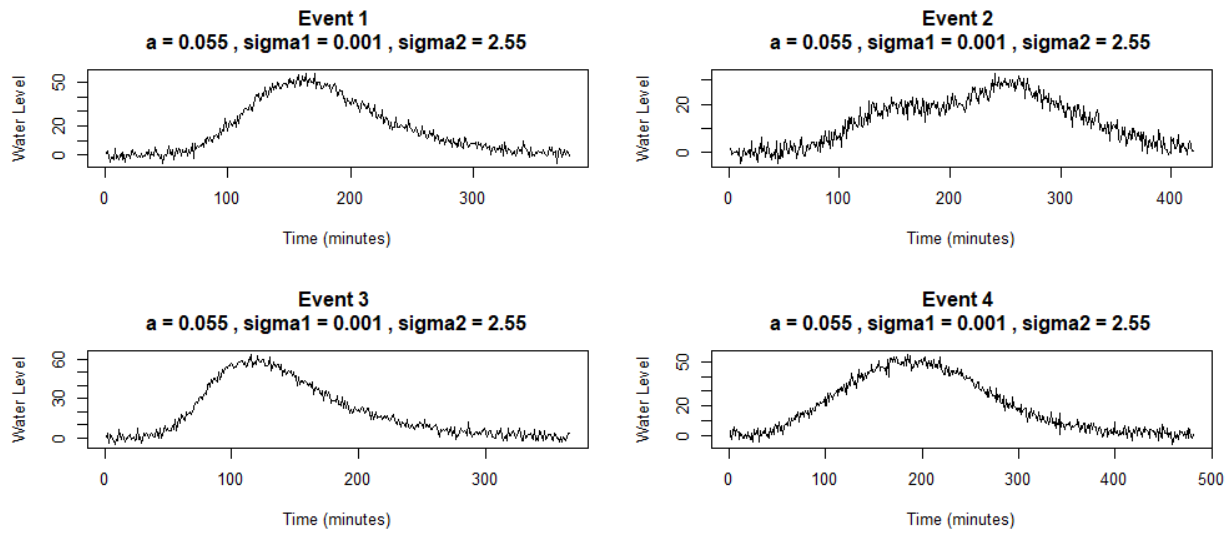 Event 1
a = 0.055 , sigma1 = 0.001 , sigma2 = 2.55
Water Level
0 20 50
0 100 200 300
Time (minutes)
Event 2
a = 0.055 , sigma1 = 0.001 , sigma2 = 2.55
Water Level
0 20
0 100 200 300 400
Time (minutes)
Event 3
a = 0.055 , sigma1 = 0.001 , sigma2 = 2.55
Water Level
0 30 60
0 100 200 300
Time (minutes)
Event 4
a = 0.055 , sigma1 = 0.001 , sigma2 = 2.55
Water Level
0 20 50
0 100 200 300 400 500
Time (minutes)